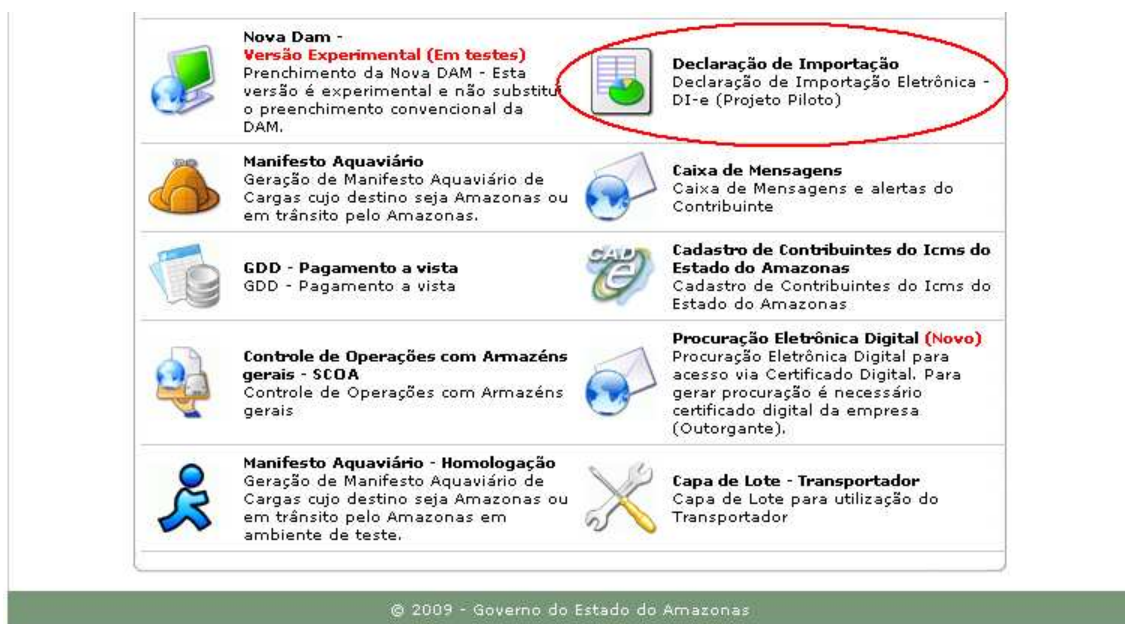 Nova Dam -
Versão Experimental (Em testes)
Prenchimento da Nova DAM - Esta
versão é experimental e não substitui
o preenchimento convencional da
DAM.
Declaração de Importação
Declaração de Importação Eletrônica -
DI-e (Projeto Piloto)
Manifesto Aquaviário
Geração de Manifesto Aquaviário de
Cargas cujo destino seja Amazonas ou
em trânsito pelo Amazonas.
Caixa de Mensagens
Caixa de Mensagens e alertas do
Contribuinte
GDD - Pagamento a vista
GDD - Pagamento a vista
CAD
e
Cadastro de Contribuintes do Icms do
Estado do Amazonas
Cadastro de Contribuintes do Icms do
Estado do Amazonas
Controle de Operações com Armazéns
gerais - SCOA
Controle de Operações com Armazéns
gerais
Procuração Eletrônica Digital (Novo)
Procuração Eletrônica Digital para
acesso via Certificado Digital. Para
gerar procuração é necessário
certificado digital da empresa
(Outorgante).
Manifesto Aquaviário - Homologação
Geração de Manifesto Aquaviário de
Cargas cujo destino seja Amazonas ou
em trânsito pelo Amazonas em
ambiente de teste.
Capa de Lote - Transportador
Capa de Lote para utilização do
Transportador
© 2009 - Governo do Estado do Amazonas